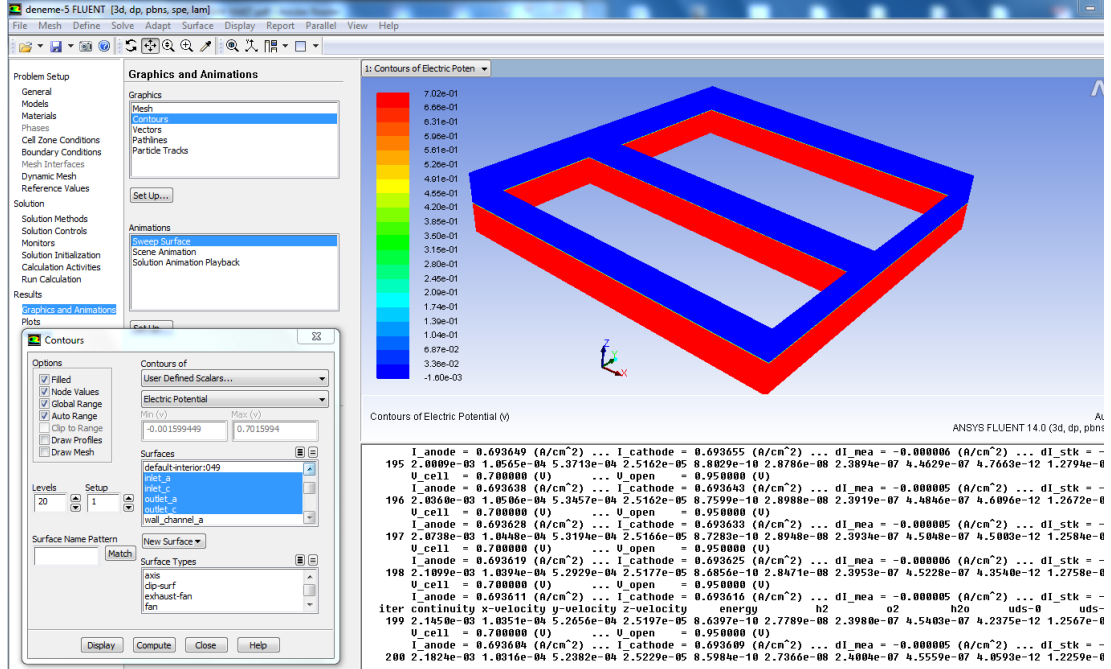 deneme-5 FLUENT [3d, dp, pbns, spe, lam]
File Mesh Define Solve Adapt Surface Display Report Parallel View Help
Problem Setup
General
Models
Materials
Phases
Cell Zone Conditions
Boundary Conditions
Mesh Interfaces
Dynamic Mesh
Reference Values
Solution
Solution Methods
Solution Controls
Monitors
Solution Initialization
Calculation Activities
Run Calculation
Results
Graphics and Animations
Plots
Graphics and Animations
Graphics
Mesh
Contours
Vectors
Pathlines
Particle Tracks
Set Up...
Animations
Sweep Surface
Scene Animation
Solution Animation Playback
Set Up...
Contours
Options
Filled
Node Values
Global Range
Auto Range
Clip to Range
Draw Profiles
Draw Mesh
Levels Setup
20 1
Surface Name Pattern
Match
Contours of
User Defined Scalars...
Electric Potential
Min (v) Max (v)
-0.001599449 0.7015994
Surfaces
default-interior:049
inlet_a
inlet_c
outlet_a
outlet_c
wall_channel_a
New Surface
Surface Types
axis
clip-surf
exhaust-fan
fan
Display Compute Close Help
1: Contours of Electric Poten
7.02e-01
6.66e-01
6.31e-01
5.96e-01
5.61e-01
5.26e-01
4.91e-01
4.55e-01
4.20e-01
3.85e-01
3.50e-01
3.15e-01
2.80e-01
2.45e-01
2.09e-01
1.74e-01
1.39e-01
1.04e-01
6.87e-02
3.36e-02
-1.60e-03
Z
Y
X
Contours of Electric Potential (v)
Au
ANSYS FLUENT 14.0 (3d, dp, pbns
I_anode = 0.693649 (A/cm^2) ... I_cathode = 0.693655 (A/cm^2) ... dI_mea = -0.000006 (A/cm^2) ... dI_stk = -
195 2.0009e-03 1.0565e-04 5.3713e-04 2.5162e-05 8.8029e-10 2.8786e-08 2.3894e-07 4.4629e-07 4.7663e-12 1.2794e-0
V_cell = 0.700000 (V) ... V_open = 0.950000 (V)
I_anode = 0.693638 (A/cm^2) ... I_cathode = 0.693643 (A/cm^2) ... dI_mea = -0.000005 (A/cm^2) ... dI_stk = -
196 2.0360e-03 1.0506e-04 5.3457e-04 2.5162e-05 8.7599e-10 2.8988e-08 2.3919e-07 4.4846e-07 4.6096e-12 1.2672e-0
V_cell = 0.700000 (V) ... V_open = 0.950000 (V)
I_anode = 0.693628 (A/cm^2) ... I_cathode = 0.693633 (A/cm^2) ... dI_mea = -0.000005 (A/cm^2) ... dI_stk = -
197 2.0738e-03 1.0448e-04 5.3194e-04 2.5166e-05 8.7283e-10 2.8948e-08 2.3934e-07 4.5048e-07 4.5003e-12 1.2584e-0
V_cell = 0.700000 (V) ... V_open = 0.950000 (V)
I_anode = 0.693619 (A/cm^2) ... I_cathode = 0.693625 (A/cm^2) ... dI_mea = -0.000006 (A/cm^2) ... dI_stk = -
198 2.1099e-03 1.0394e-04 5.2929e-04 2.5177e-05 8.6856e-10 2.8471e-08 2.3953e-07 4.5228e-07 4.3540e-12 1.2758e-0
V_cell = 0.700000 (V) ... V_open = 0.950000 (V)
I_anode = 0.693611 (A/cm^2) ... I_cathode = 0.693616 (A/cm^2) ... dI_mea = -0.000005 (A/cm^2) ... dI_stk = -
iter continuity x-velocity y-velocity z-velocity energy h2 o2 h2o uds-0 uds-
199 2.1450e-03 1.0351e-04 5.2656e-04 2.5197e-05 8.6397e-10 2.7789e-08 2.3980e-07 4.5403e-07 4.2375e-12 1.2567e-0
V_cell = 0.700000 (V) ... V_open = 0.950000 (V)
I_anode = 0.693604 (A/cm^2) ... I_cathode = 0.693609 (A/cm^2) ... dI_mea = -0.000005 (A/cm^2) ... dI_stk = -
200 2.1824e-03 1.0316e-04 5.2382e-04 2.5229e-05 8.5984e-10 2.7366e-08 2.4004e-07 4.5559e-07 4.0593e-12 1.2259e-0